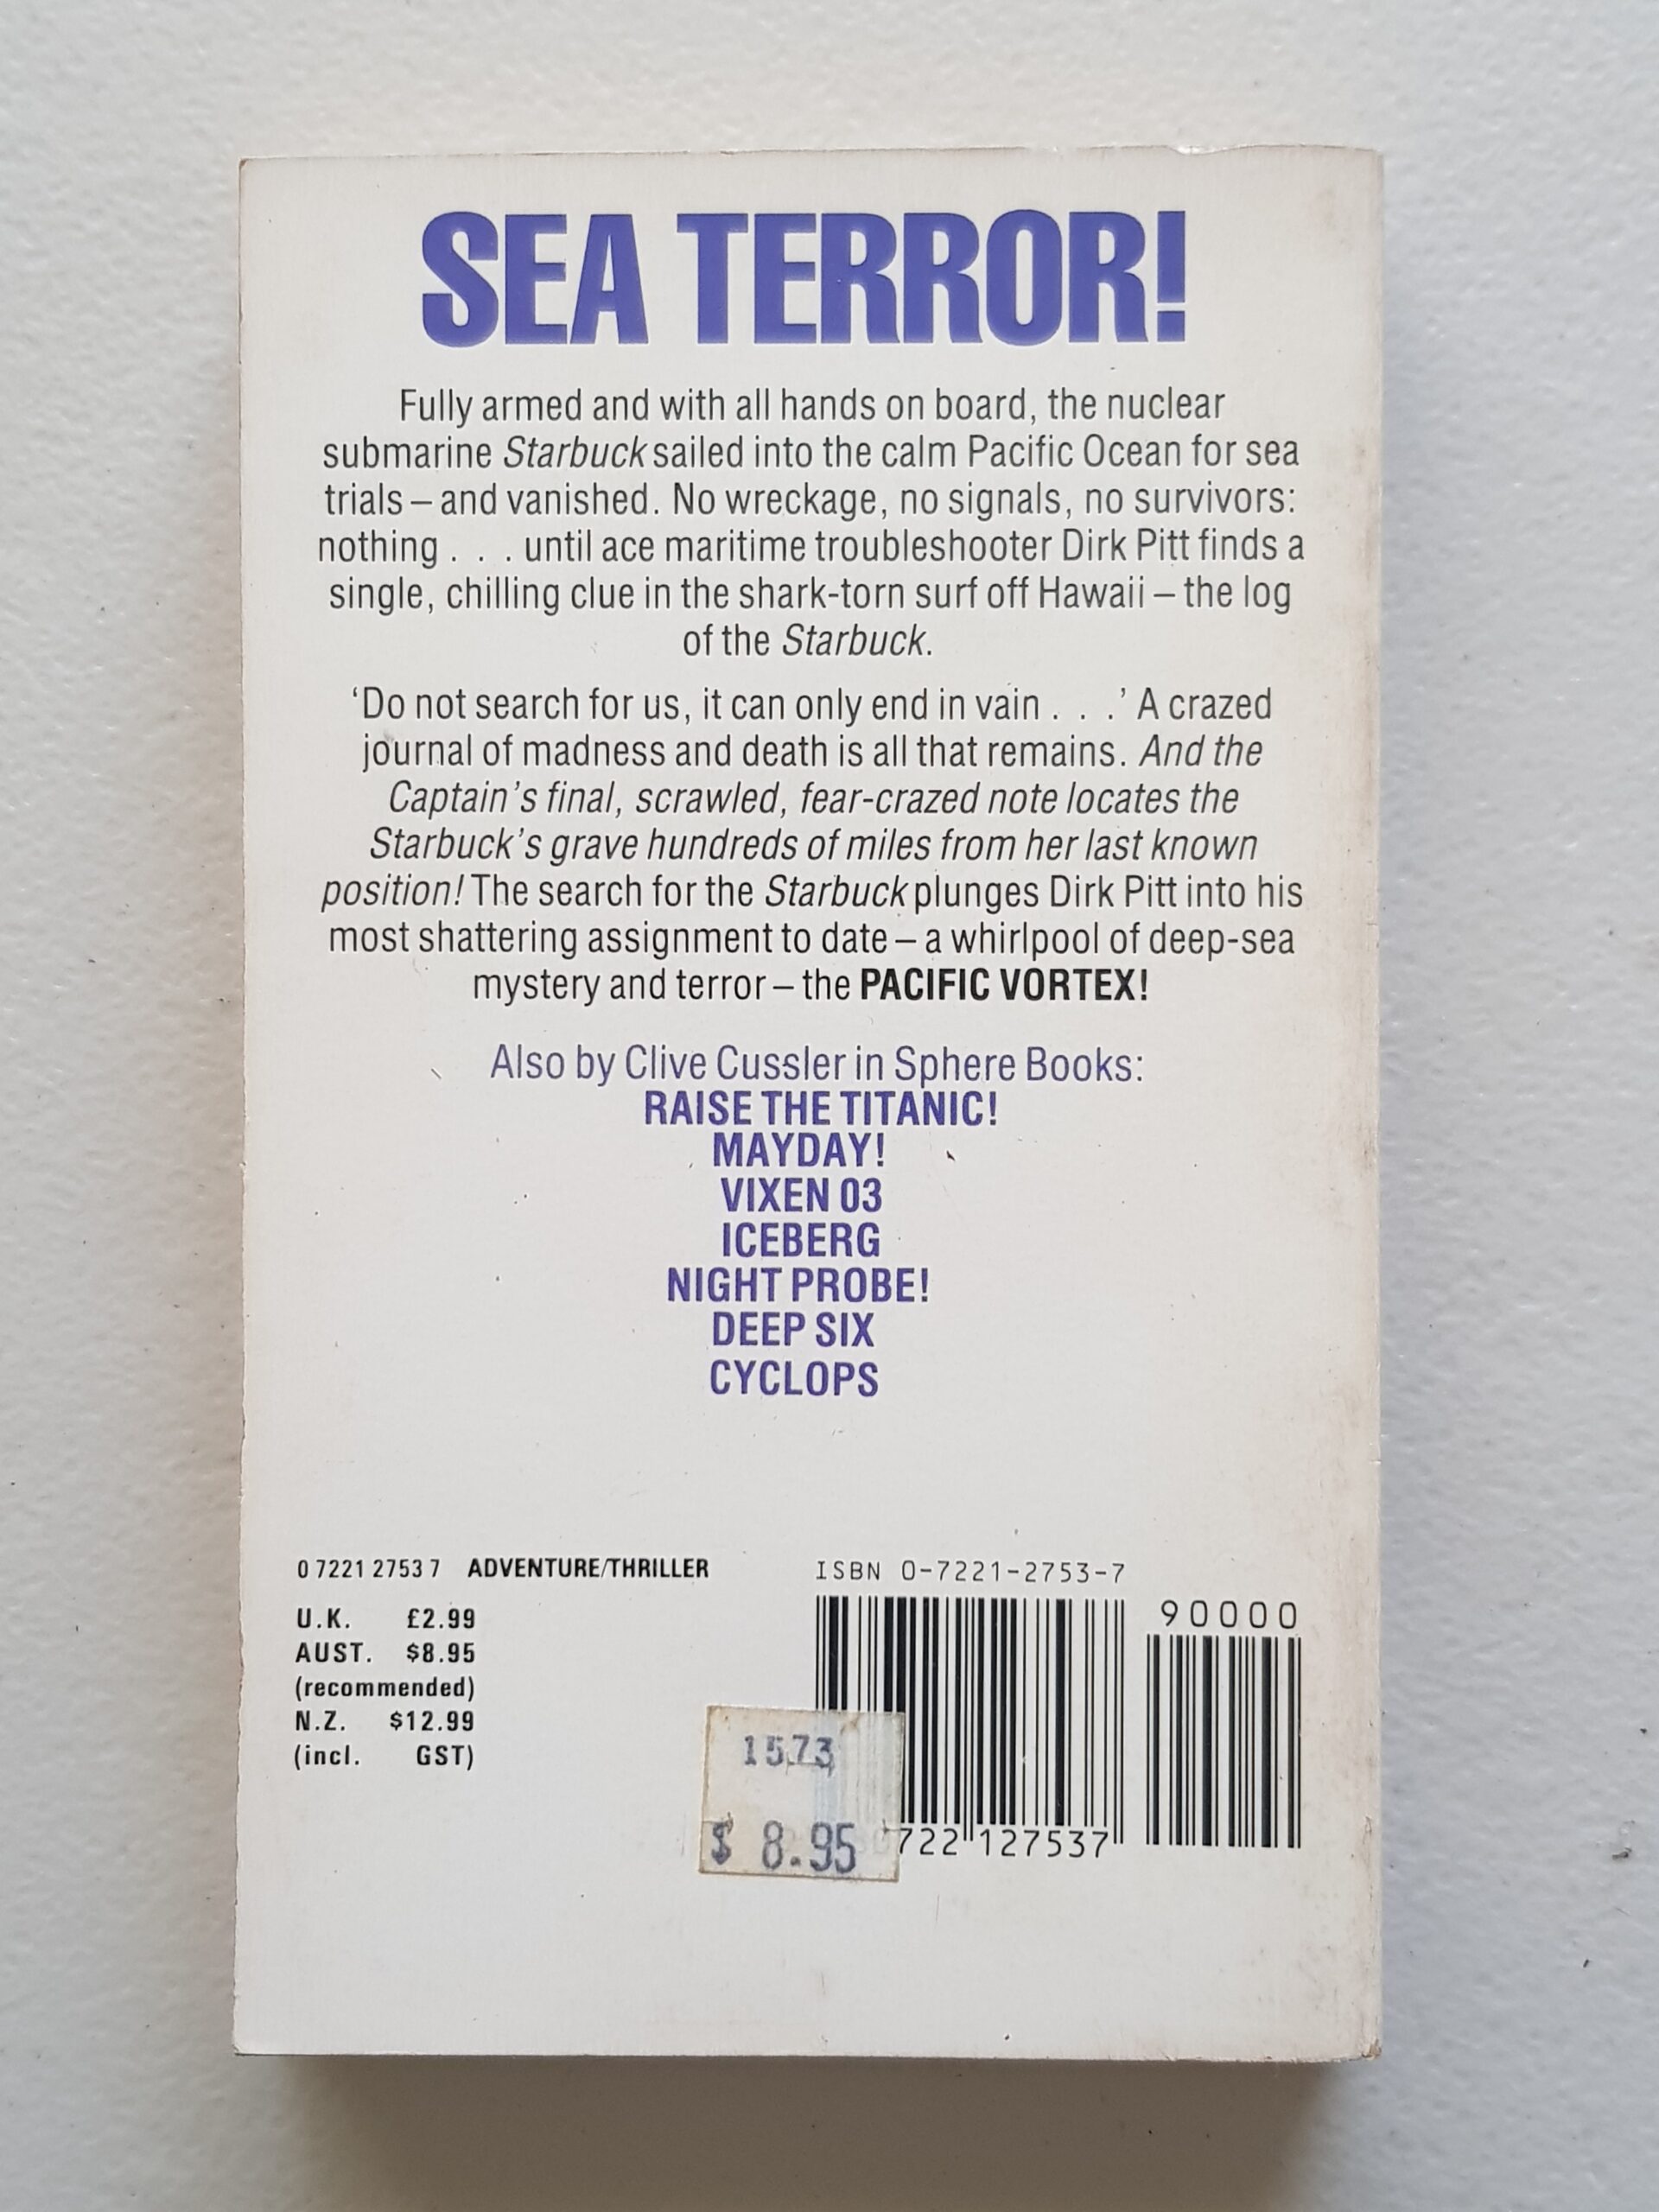 SEA TERROR!
Fully armed and with all hands on board, the nuclear
submarine Starbuck sailed into the calm Pacific Ocean for sea
trials – and vanished. No wreckage, no signals, no survivors:
nothing . . . until ace maritime troubleshooter Dirk Pitt finds a
single, chilling clue in the shark-torn surf off Hawaii – the log
of the Starbuck.
‘Do not search for us, it can only end in vain . . .’ A crazed
journal of madness and death is all that remains. And the
Captain’s final, scrawled, fear-crazed note locates the
Starbuck’s grave hundreds of miles from her last known
position! The search for the Starbuck plunges Dirk Pitt into his
most shattering assignment to date – a whirlpool of deep-sea
mystery and terror – the PACIFIC VORTEX!
Also by Clive Cussler in Sphere Books:
RAISE THE TITANIC!
MAYDAY!
VIXEN 03
ICEBERG
NIGHT PROBE!
DEEP SIX
CYCLOPS
0 7221 2753 7 ADVENTURE/THRILLER
U.K. £2.99
AUST. $8.95
(recommended)
N.Z. $12.99
(incl. GST)
ISBN 0-7221-2753-7
90000
1573
$ 8.95
722 127537